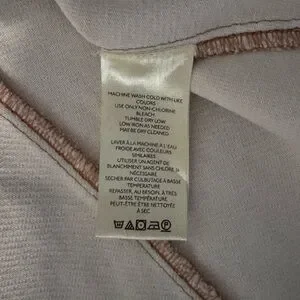 MACHINE WASH COLD WITH LIKE
COLORS
USE ONLY NON-CHLORINE
BLEACH
TUMBLE DRY LOW
LOW IRON AS NEEDED
MAY BE DRY CLEANED
LAVER À LA MACHINE À L'EAU
FROIDE AVEC COULEURS
SIMILAIRES
UTILISER UN AGENT DE
BLANCHIMENT SANS CHLORE SI
NÉCESSAIRE
SÉCHER PAR CULBUTAGE À BASSE
TEMPÉRATURE
REPASSER, AU BESOIN, À TRÈS
BASSE TEMPÉRATURE
PEUT-ÊTRE ÊTRE NETTOYÉE
À SEC